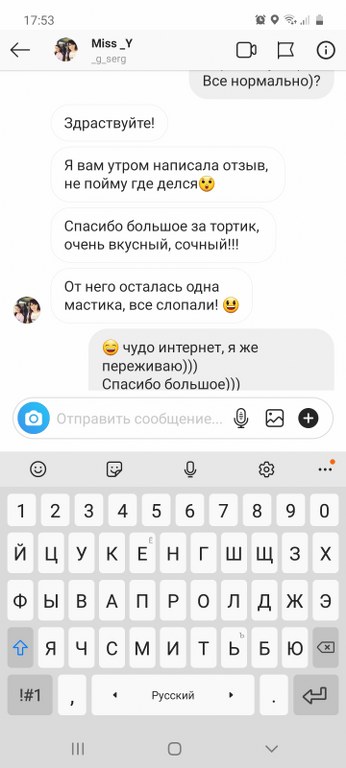 17:53
Miss _Y
_g_serg
Все нормально)?
Здраствуйте!
Я вам утром написала отзыв,
не пойму где делся😲
Спасибо большое за тортик,
очень вкусный, сочный!!!
От него осталась одна
мастика, все слопали! 😃
😅 чудо интернет, я же
переживаю)))
Спасибо большое)))
Отправить сообщение...
1 2 3 4 5 6 7 8 9 0
Й Ц У К Е Ё Н Г Ш Щ З Х
Ф Ы В А П Р О Л Д Ж Э
Я Ч С М И Т Ь Ъ Б Ю
!#1 , Русский .